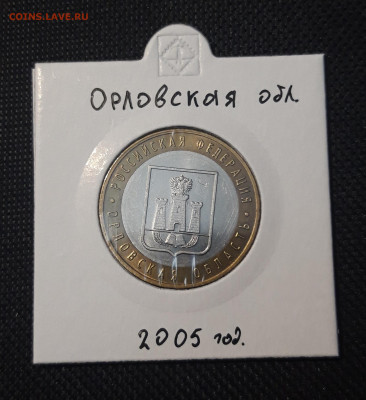 coins.lave.ru
Орловская обл.
РОССИЙСКАЯ ФЕДЕРАЦИЯ
ОРЛОВСКАЯ ОБЛАСТЬ
2005 год.